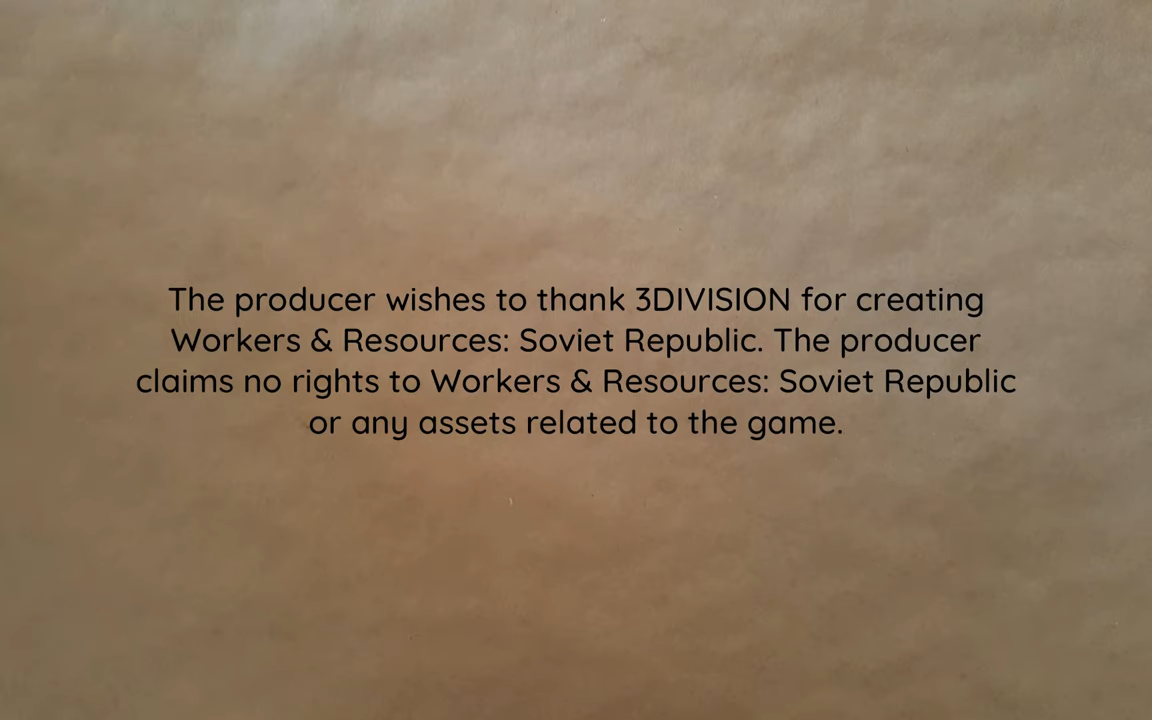 The producer wishes to thank 3DIVISION for creating
Workers & Resources: Soviet Republic. The producer
claims no rights to Workers & Resources: Soviet Republic
or any assets related to the game.